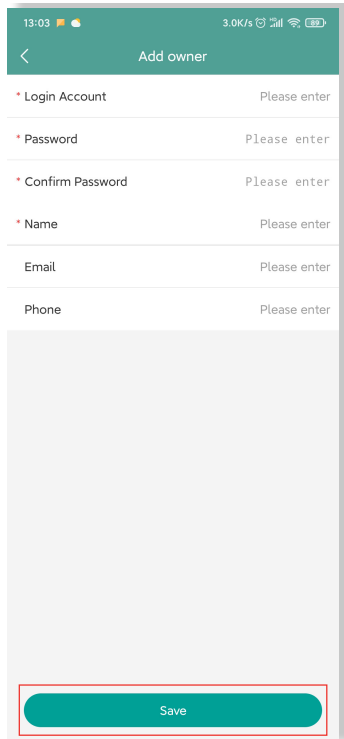 13:03 3.0K/s 89
Add owner
* Login Account Please enter
* Password Please enter
* Confirm Password Please enter
* Name Please enter
Email Please enter
Phone Please enter
Save